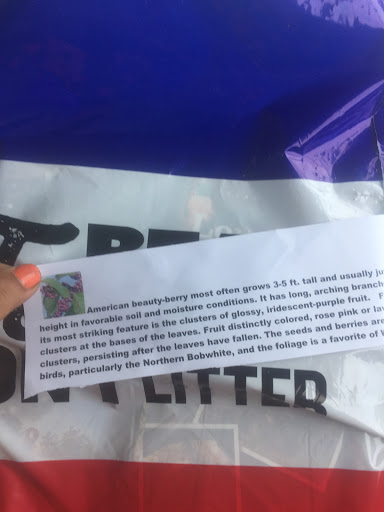 American beauty-berry most often grows 3-5 ft. tall and usually
height in favorable soil and moisture conditions. It has long, arching
its most striking feature is the clusters of glossy, iridescent-purple fruit.
clusters at the bases of the leaves. Fruit distinctly colored, rose pink or
clusters, persisting after the leaves have fallen. The seeds and berries are
birds, particularly the Northern Bobwhite, and the foliage is a favorite of
LITTER